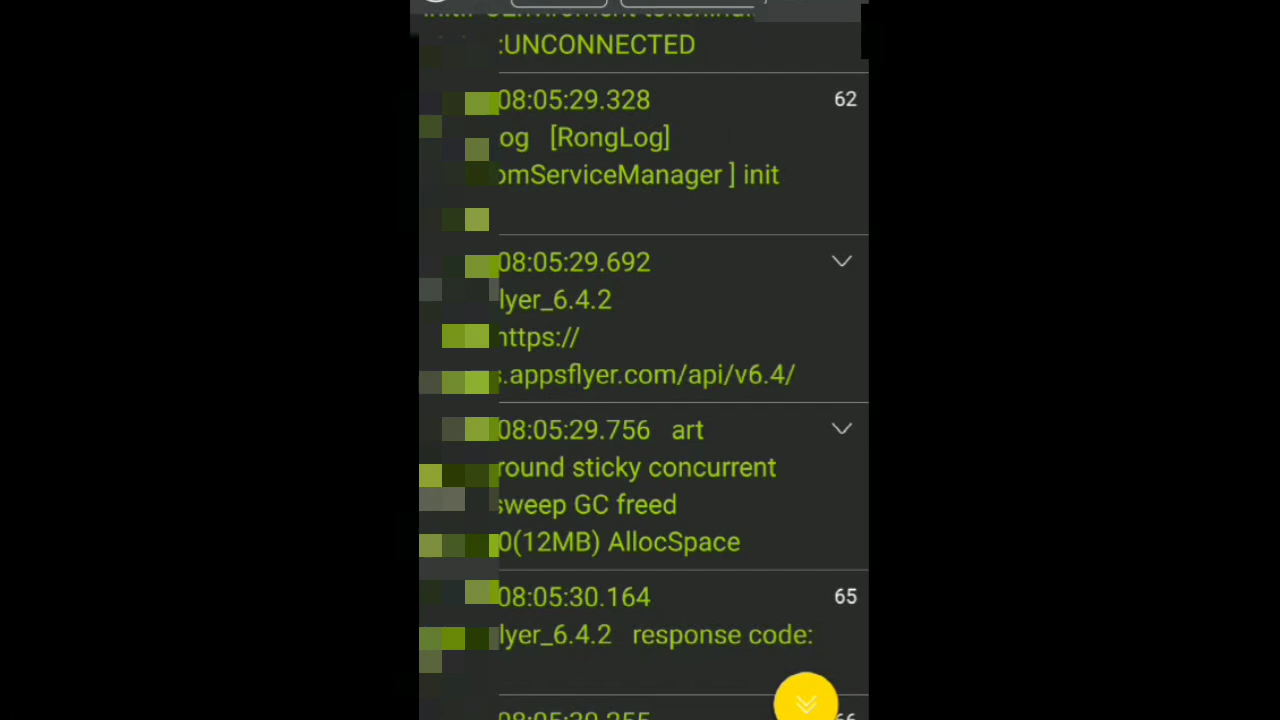 :UNCONNECTED
08:05:29.328 62
og [RongLog]
omServiceManager ] init
08:05:29.692
lyer_6.4.2
https://
s.appsflyer.com/api/v6.4/
08:05:29.756 art
round sticky concurrent
sweep GC freed
0(12MB) AllocSpace
08:05:30.164 65
lyer_6.4.2 response code: